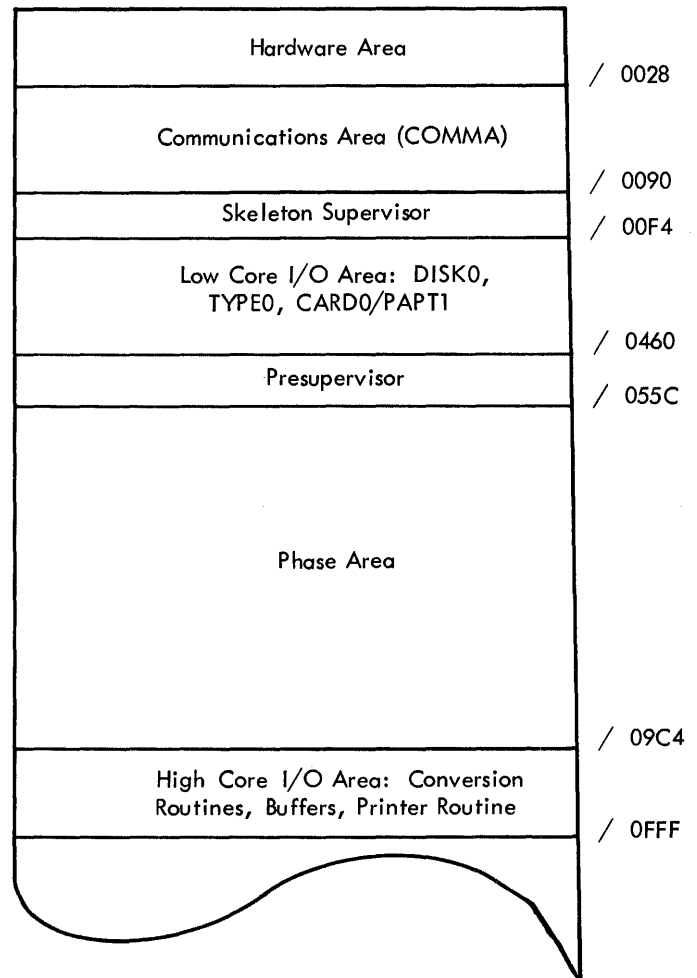 Hardware Area
/ 0028
Communications Area (COMMA)
/ 0090
Skeleton Supervisor
/ 00F4
Low Core I/O Area: DISK0,
TYPE0, CARD0/PAPT1
/ 0460
Presupervisor
/ 055C
Phase Area
/ 09C4
High Core I/O Area: Conversion
Routines, Buffers, Printer Routine
/ 0FFF